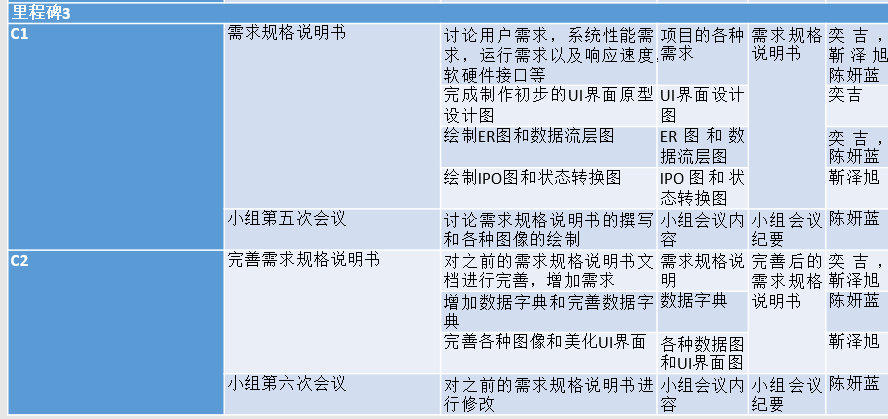 里程碑3
C1
需求规格说明书
讨论用户需求，系统性能需
求，运行需求以及响应速度，
软硬件接口等
项目的各种
需求
需求规格
说明书
奕吉，
靳泽旭
陈妍蓝
完成制作初步的UI界面原型
设计图
UI界面设计
图
奕吉
绘制ER图和数据流层图
ER图和数
据流层图
奕吉，
陈妍蓝
绘制IPO图和状态转换图
IPO图和状
态转换图
靳泽旭
小组第五次会议
讨论需求规格说明书的撰写
和各种图像的绘制
小组会议内
容
小组会议
纪要
陈妍蓝
C2
完善需求规格说明书
对之前的需求规格说明书文
档进行完善，增加需求
需求规格说
明
完善后的
需求规格
说明书
奕吉，
靳泽旭
增加数据字典和完善数据字
典
数据字典
陈妍蓝
完善各种图像和美化UI界面
各种数据图
和UI界面图
靳泽旭
小组第六次会议
对之前的需求规格说明书进
行修改
小组会议内
容
小组会议
纪要
陈妍蓝